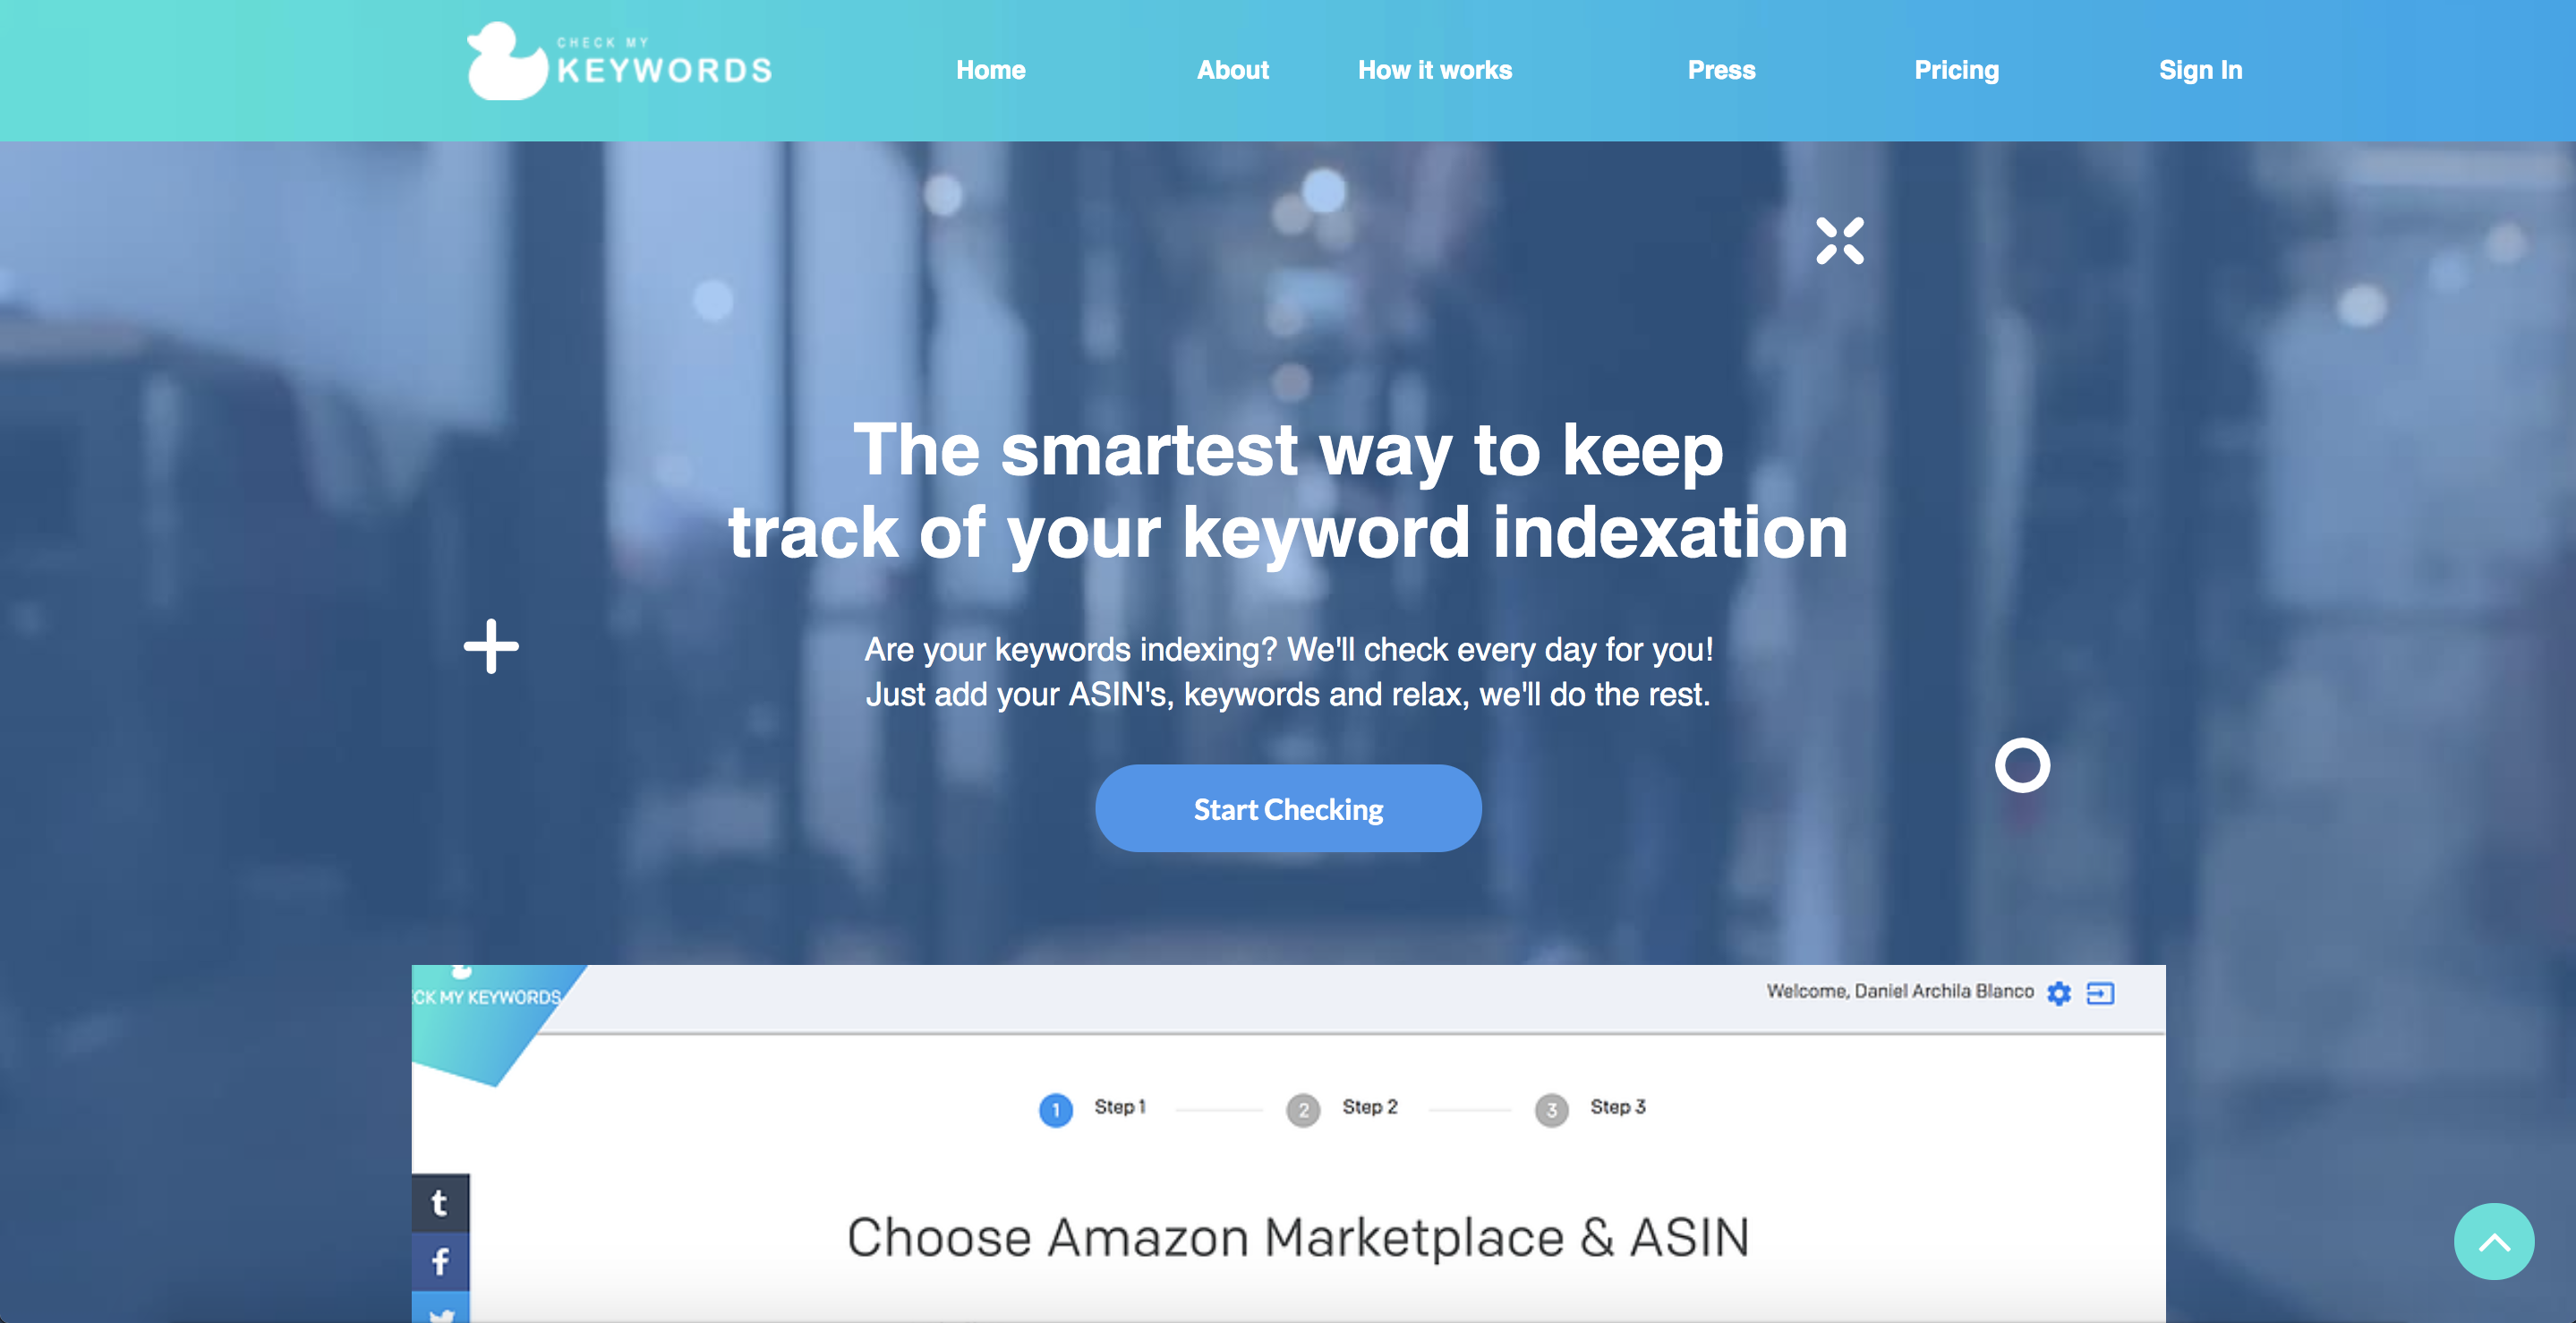 CHECK MY
KEYWORDS
Home
About
How it works
Press
Pricing
Sign In
The smartest way to keep
track of your keyword indexation
Are your keywords indexing? We'll check every day for you!
Just add your ASIN's, keywords and relax, we'll do the rest.
Start Checking
CK MY KEYWORDS
Welcome, Daniel Archila Blanco
1 Step 1
2 Step 2
3 Step 3
Choose Amazon Marketplace & ASIN
t
f